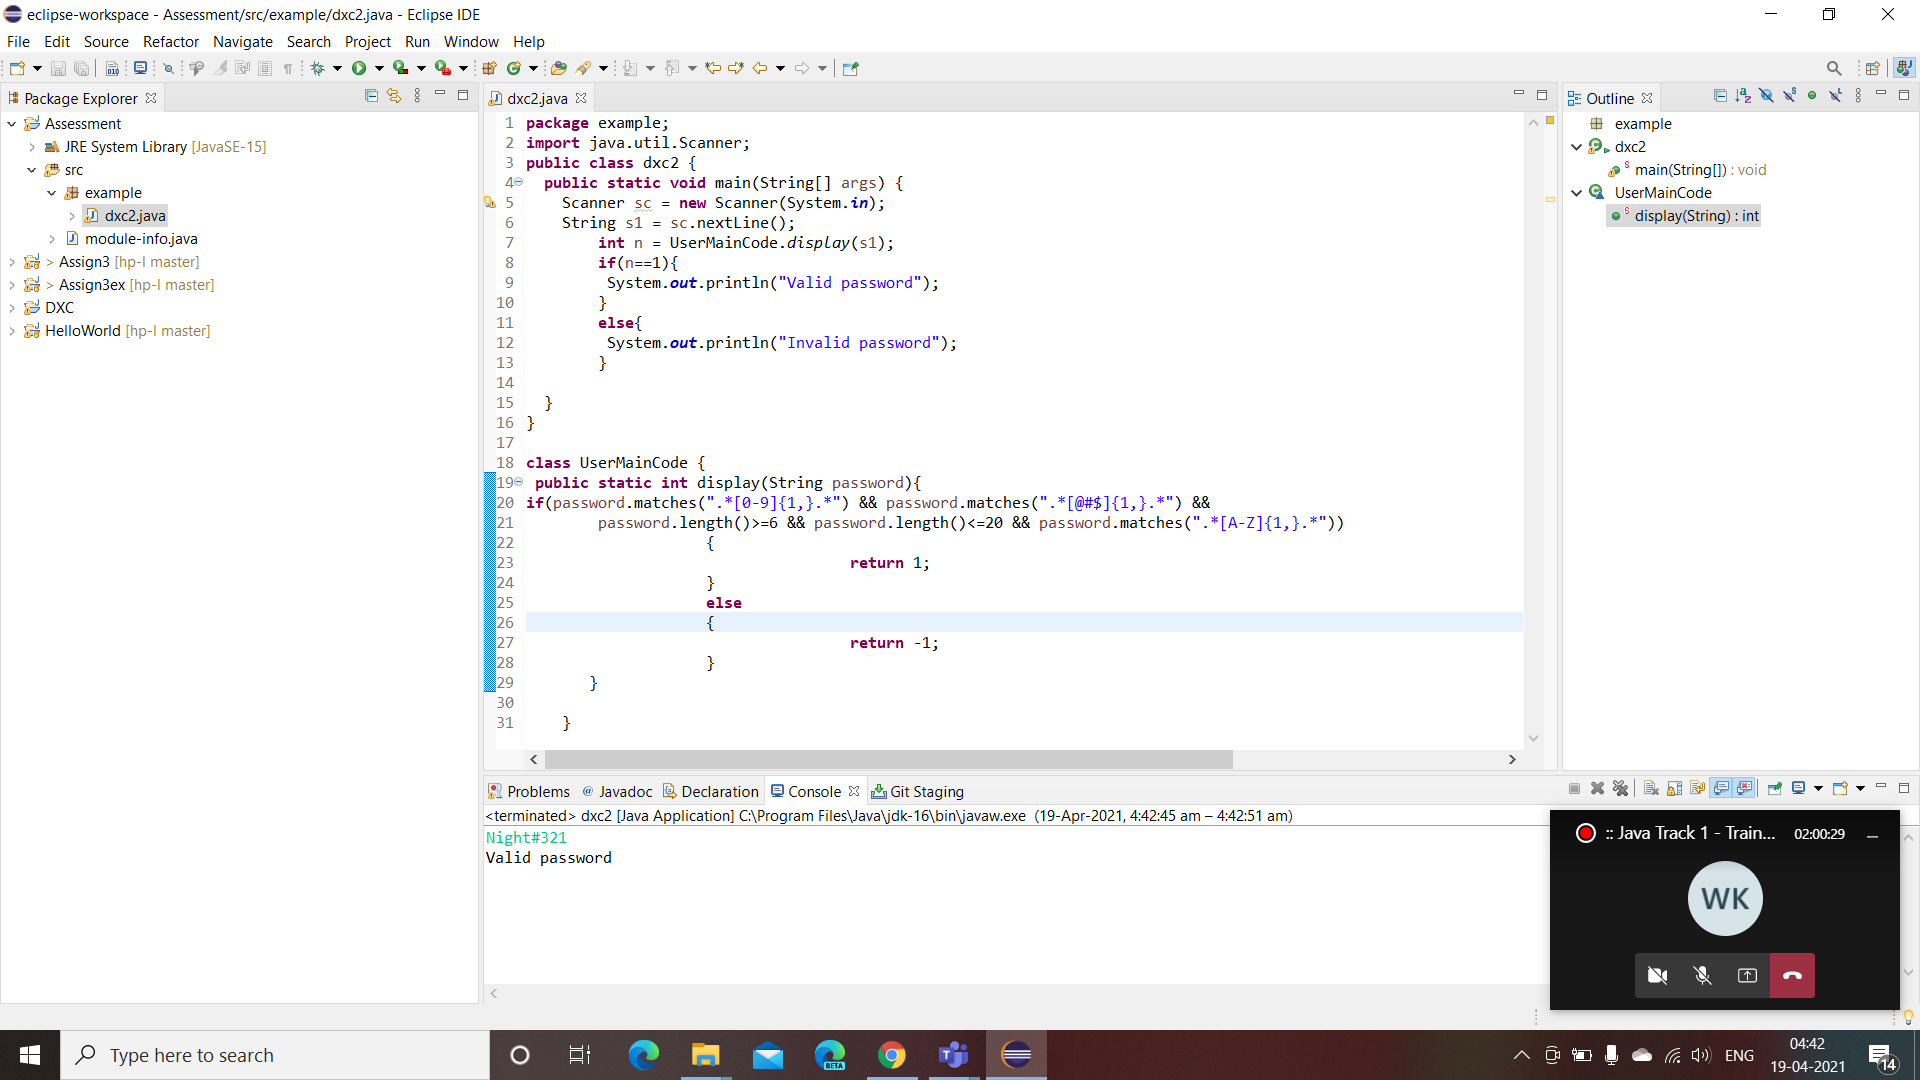 eclipse-workspace - Assessment/src/example/dxc2.java - Eclipse IDE
File Edit Source Refactor Navigate Search Project Run Window Help
Package Explorer
Assessment
JRE System Library [JavaSE-15]
src
example
dxc2.java
module-info.java
> Assign3 [hp-l master]
> Assign3ex [hp-l master]
DXC
HelloWorld [hp-l master]
dxc2.java
1 package example;
2 import java.util.Scanner;
3 public class dxc2 {
4 public static void main(String[] args) {
5 Scanner sc = new Scanner(System.in);
6 String s1 = sc.nextLine();
7 int n = UserMainCode.display(s1);
8 if(n==1){
9 System.out.println("Valid password");
10 }
11 else{
12 System.out.println("Invalid password");
13 }
14
15 }
16 }
17
18 class UserMainCode {
19 public static int display(String password){
20 if(password.matches(".*[0-9]{1,}.*") && password.matches(".*[@#$]{1,}.*") &&
21 password.length()>=6 && password.length()<=20 && password.matches(".*[A-Z]{1,}.*"))
22 {
23 return 1;
24 }
25 else
26 {
27 return -1;
28 }
29 }
30
31 }
Outline
example
dxc2
main(String[]) : void
UserMainCode
display(String) : int
Problems @ Javadoc Declaration Console Git Staging
<terminated> dxc2 [Java Application] C:\Program Files\Java\jdk-16\bin\javaw.exe (19-Apr-2021, 4:42:45 am – 4:42:51 am)
Night#321
Valid password
:: Java Track 1 - Train... 02:00:29
WK
Type here to search
BETA
ENG
04:42
19-04-2021
14